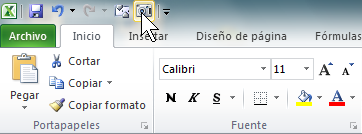 Archivo Inicio Insertar Diseño de página Fórmulas
Cortar
Copiar
Pegar
Copiar formato
Portapapeles
Calibri 11 A A
N K S A
Fuente